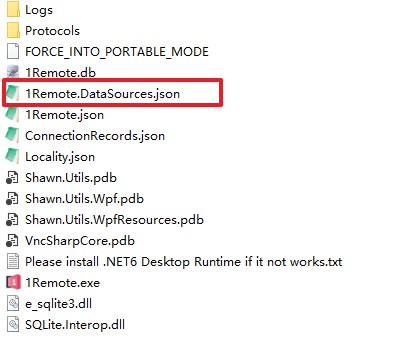 Logs
Protocols
FORCE_INTO_PORTABLE_MODE
1Remote.db
1Remote.DataSources.json
1Remote.json
ConnectionRecords.json
Locality.json
Shawn.Utils.pdb
Shawn.Utils.Wpf.pdb
Shawn.Utils.WpfResources.pdb
VncSharpCore.pdb
Please install .NET6 Desktop Runtime if it not works.txt
1Remote.exe
e_sqlite3.dll
SQLite.Interop.dll